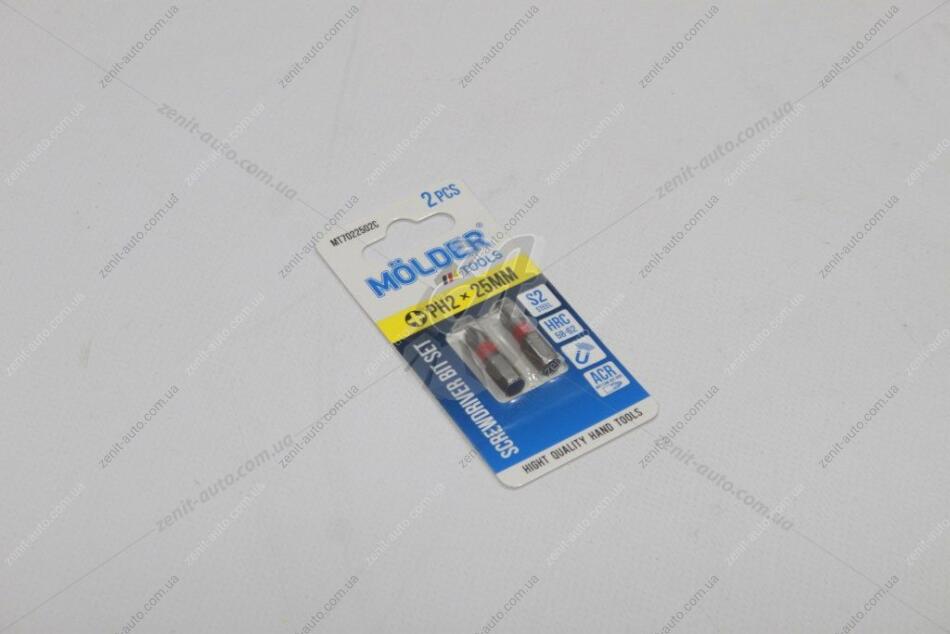 2 PCS
MT7022502C
MÖLDER®
TOOLS
PH2 × 25MM
S2
STEEL
HRC
58-62
ACR
SCREWDRIVER BIT SET
HIGHT QUALITY HAND TOOLS
zenit-auto.com.ua